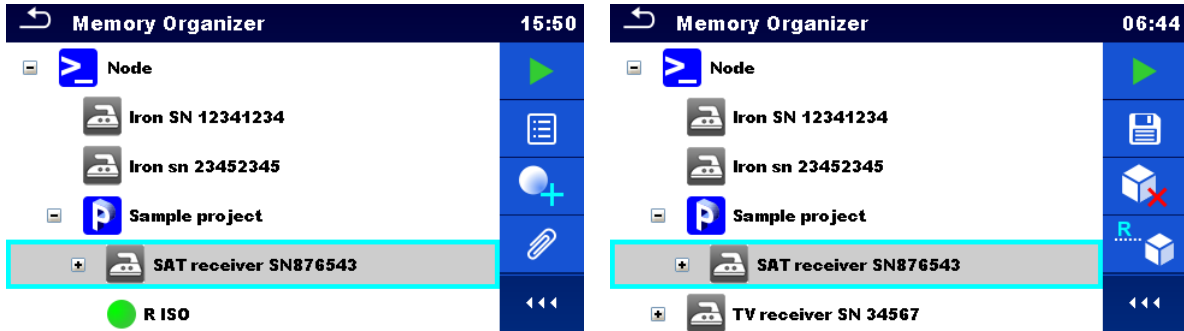 Memory Organizer 15:50
Node
Iron SN 12341234
Iron sn 23452345
Sample project
SAT receiver SN876543
R ISO
Memory Organizer 06:44
Node
Iron SN 12341234
Iron sn 23452345
Sample project
R
SAT receiver SN876543
TV receiver SN 34567